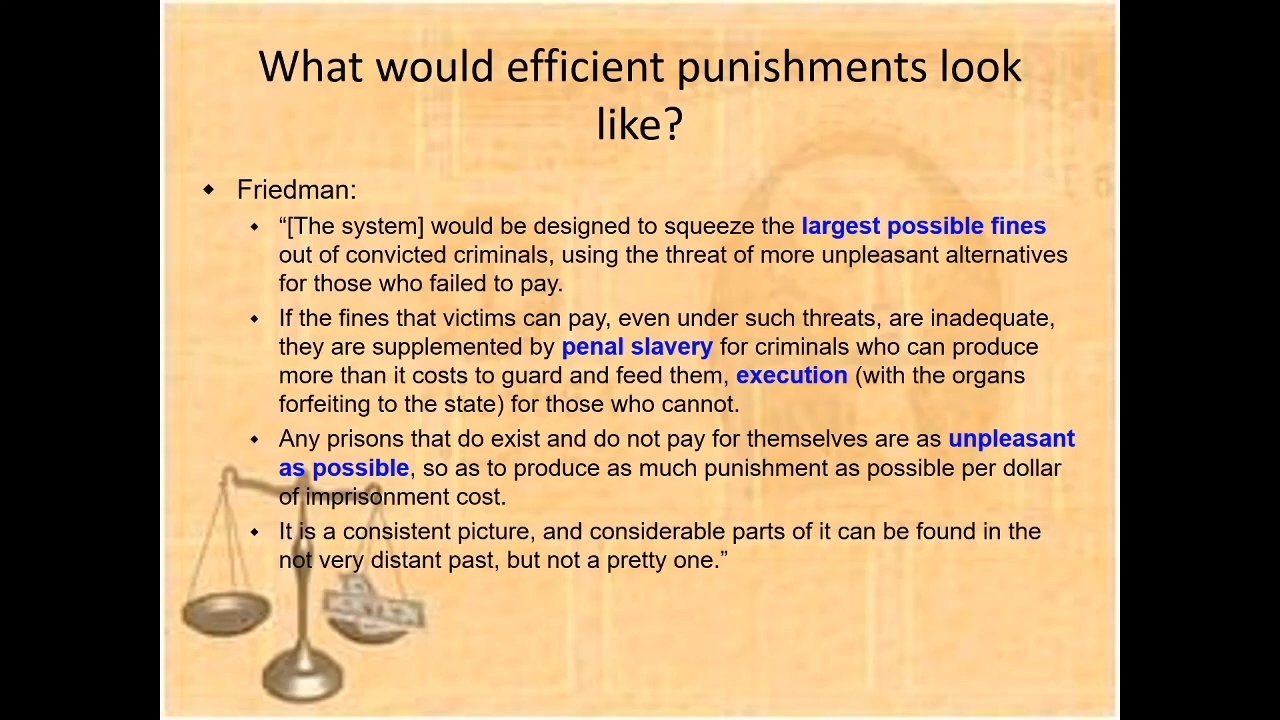 What would efficient punishments look
like?
Friedman:
“[The system] would be designed to squeeze the largest possible fines
out of convicted criminals, using the threat of more unpleasant alternatives
for those who failed to pay.
If the fines that victims can pay, even under such threats, are inadequate,
they are supplemented by penal slavery for criminals who can produce
more than it costs to guard and feed them, execution (with the organs
forfeiting to the state) for those who cannot.
Any prisons that do exist and do not pay for themselves are as unpleasant
as possible, so as to produce as much punishment as possible per dollar
of imprisonment cost.
It is a consistent picture, and considerable parts of it can be found in the
not very distant past, but not a pretty one.”